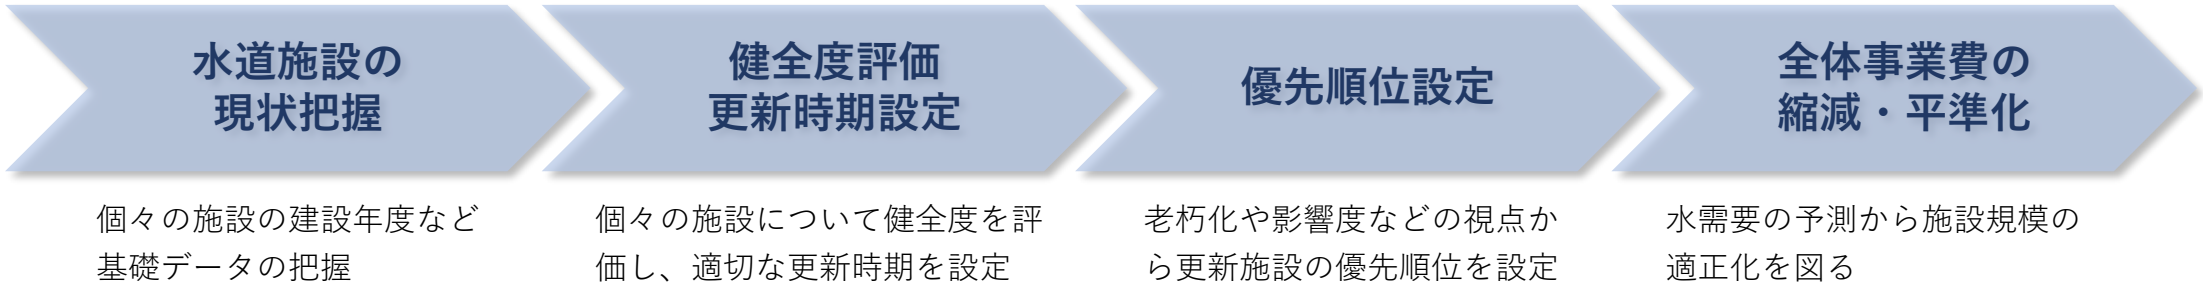 水道施設の
現状把握
個々の施設の建設年度など
基礎データの把握
健全度評価
更新時期設定
個々の施設について健全度を評
価し、適切な更新時期を設定
優先順位設定
老朽化や影響度などの視点か
ら更新施設の優先順位を設定
全体事業費の
縮減・平準化
水需要の予測から施設規模の
適正化を図る